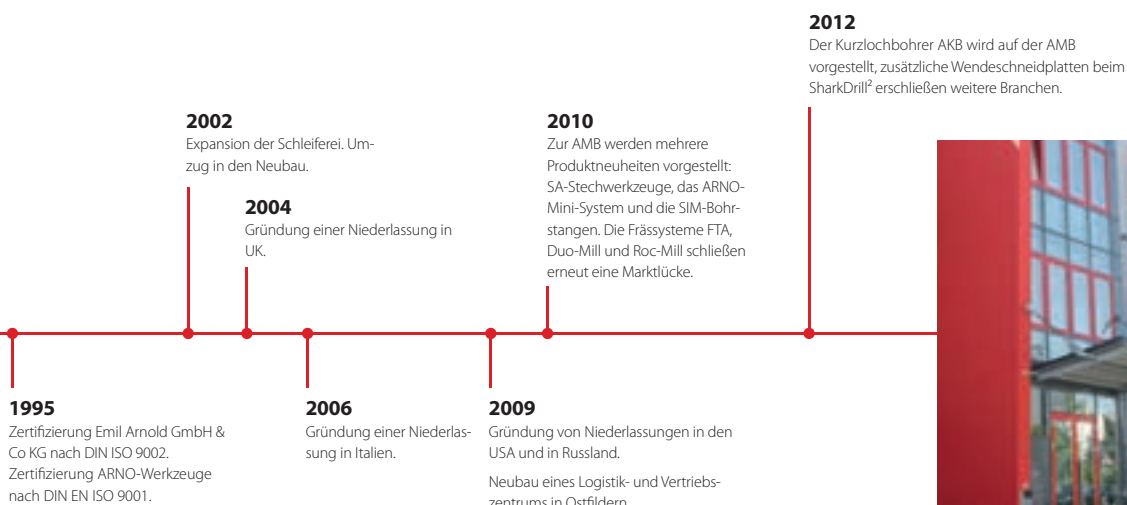 2012
Der Kurzlochbohrer AKB wird auf der AMB
vorgestellt, zusätzliche Wendeschneidplatten beim
SharkDrill² erschließen weitere Branchen.
2002
Expansion der Schleiferei. Um-
zug in den Neubau.
2004
Gründung einer Niederlassung in
UK.
2010
Zur AMB werden mehrere
Produktneuheiten vorgestellt:
SA-Stechwerkzeuge, das ARNO-
Mini-System und die SIM-Bohr-
stangen. Die Frässysteme FTA,
Duo-Mill und Roc-Mill schließen
erneut eine Marktlücke.
1995
Zertifizierung Emil Arnold GmbH &
Co KG nach DIN ISO 9002.
Zertifizierung ARNO-Werkzeuge
nach DIN EN ISO 9001.
2006
Gründung einer Niederlas-
sung in Italien.
2009
Gründung von Niederlassungen in den
USA und in Russland.
Neubau eines Logistik- und Vertriebs-
zentrums in Ostfildern